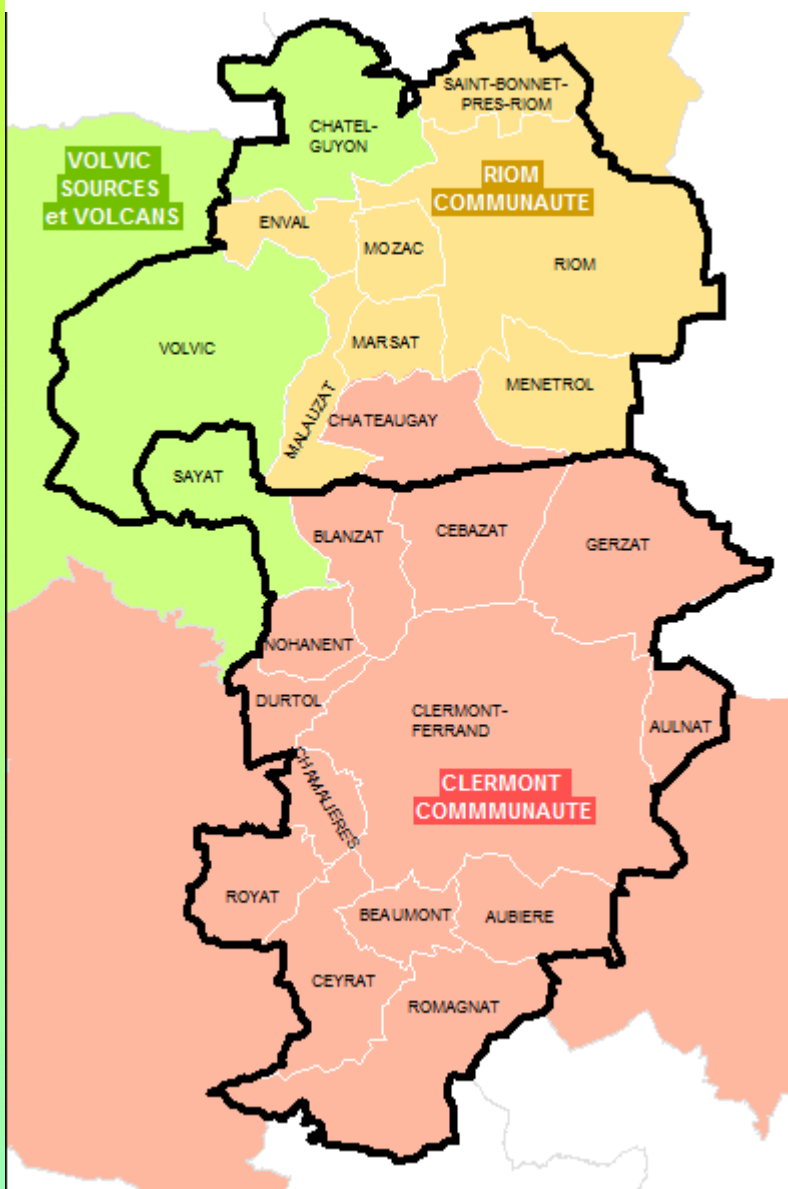 SAINT-BONNET-
PRES-RIOM
CHATEL-
GUYON
VOLVIC
SOURCES
et VOLCANS
RIOM
COMMUNAUTE
ENVAL
MOZAC
RIOM
VOLVIC
MARSAT
MENETROL
MALAUZAT
CHATEAUGAY
SAYAT
BLANZAT
CEBAZAT
GERZAT
NOHANENT
DURTOL
CLERMONT-
FERRAND
AULNAT
CHAMALIERES
CLERMONT
COMMMUNAUTE
ROYAT
BEAUMONT
AUBIERE
CEYRAT
ROMAGNAT